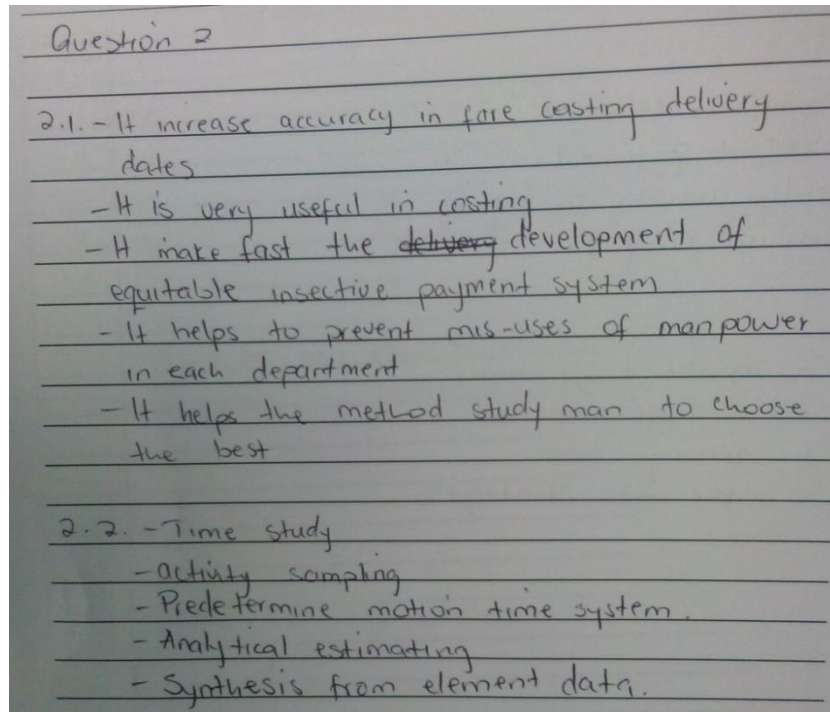 Question 2
2.1. - It increase accuracy in fore casting delivery
dates
- It is very useful in costing
- It make fast the delivery development of
equitable insective payment system
- It helps to prevent mis-uses of manpower
in each department
- It helps the method study man to choose
the best
2.2. - Time study
- activity sampling
- Predetermine motion time system.
- Analytical estimating
- Synthesis from element data.